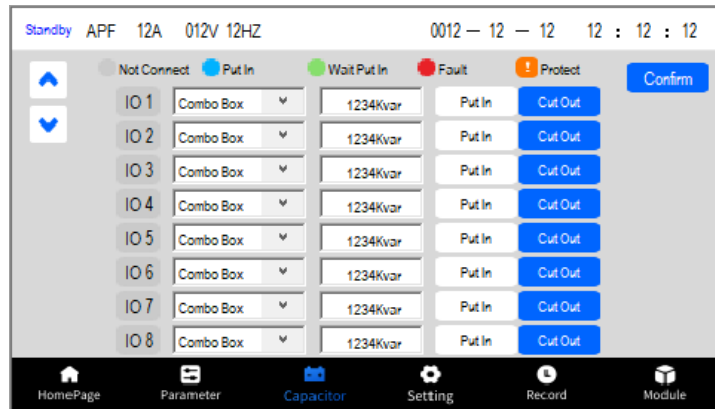 Standby APF 12A 012V 12HZ 0012 — 12 — 12 12 : 12 : 12
Not Connect Put In Wait Put In Fault ! Protect Confirm
IO 1 Combo Box 1234Kvar Put In Cut Out
IO 2 Combo Box 1234Kvar Put In Cut Out
IO 3 Combo Box 1234Kvar Put In Cut Out
IO 4 Combo Box 1234Kvar Put In Cut Out
IO 5 Combo Box 1234Kvar Put In Cut Out
IO 6 Combo Box 1234Kvar Put In Cut Out
IO 7 Combo Box 1234Kvar Put In Cut Out
IO 8 Combo Box 1234Kvar Put In Cut Out
HomePage Parameter Capacitor Setting Record Module